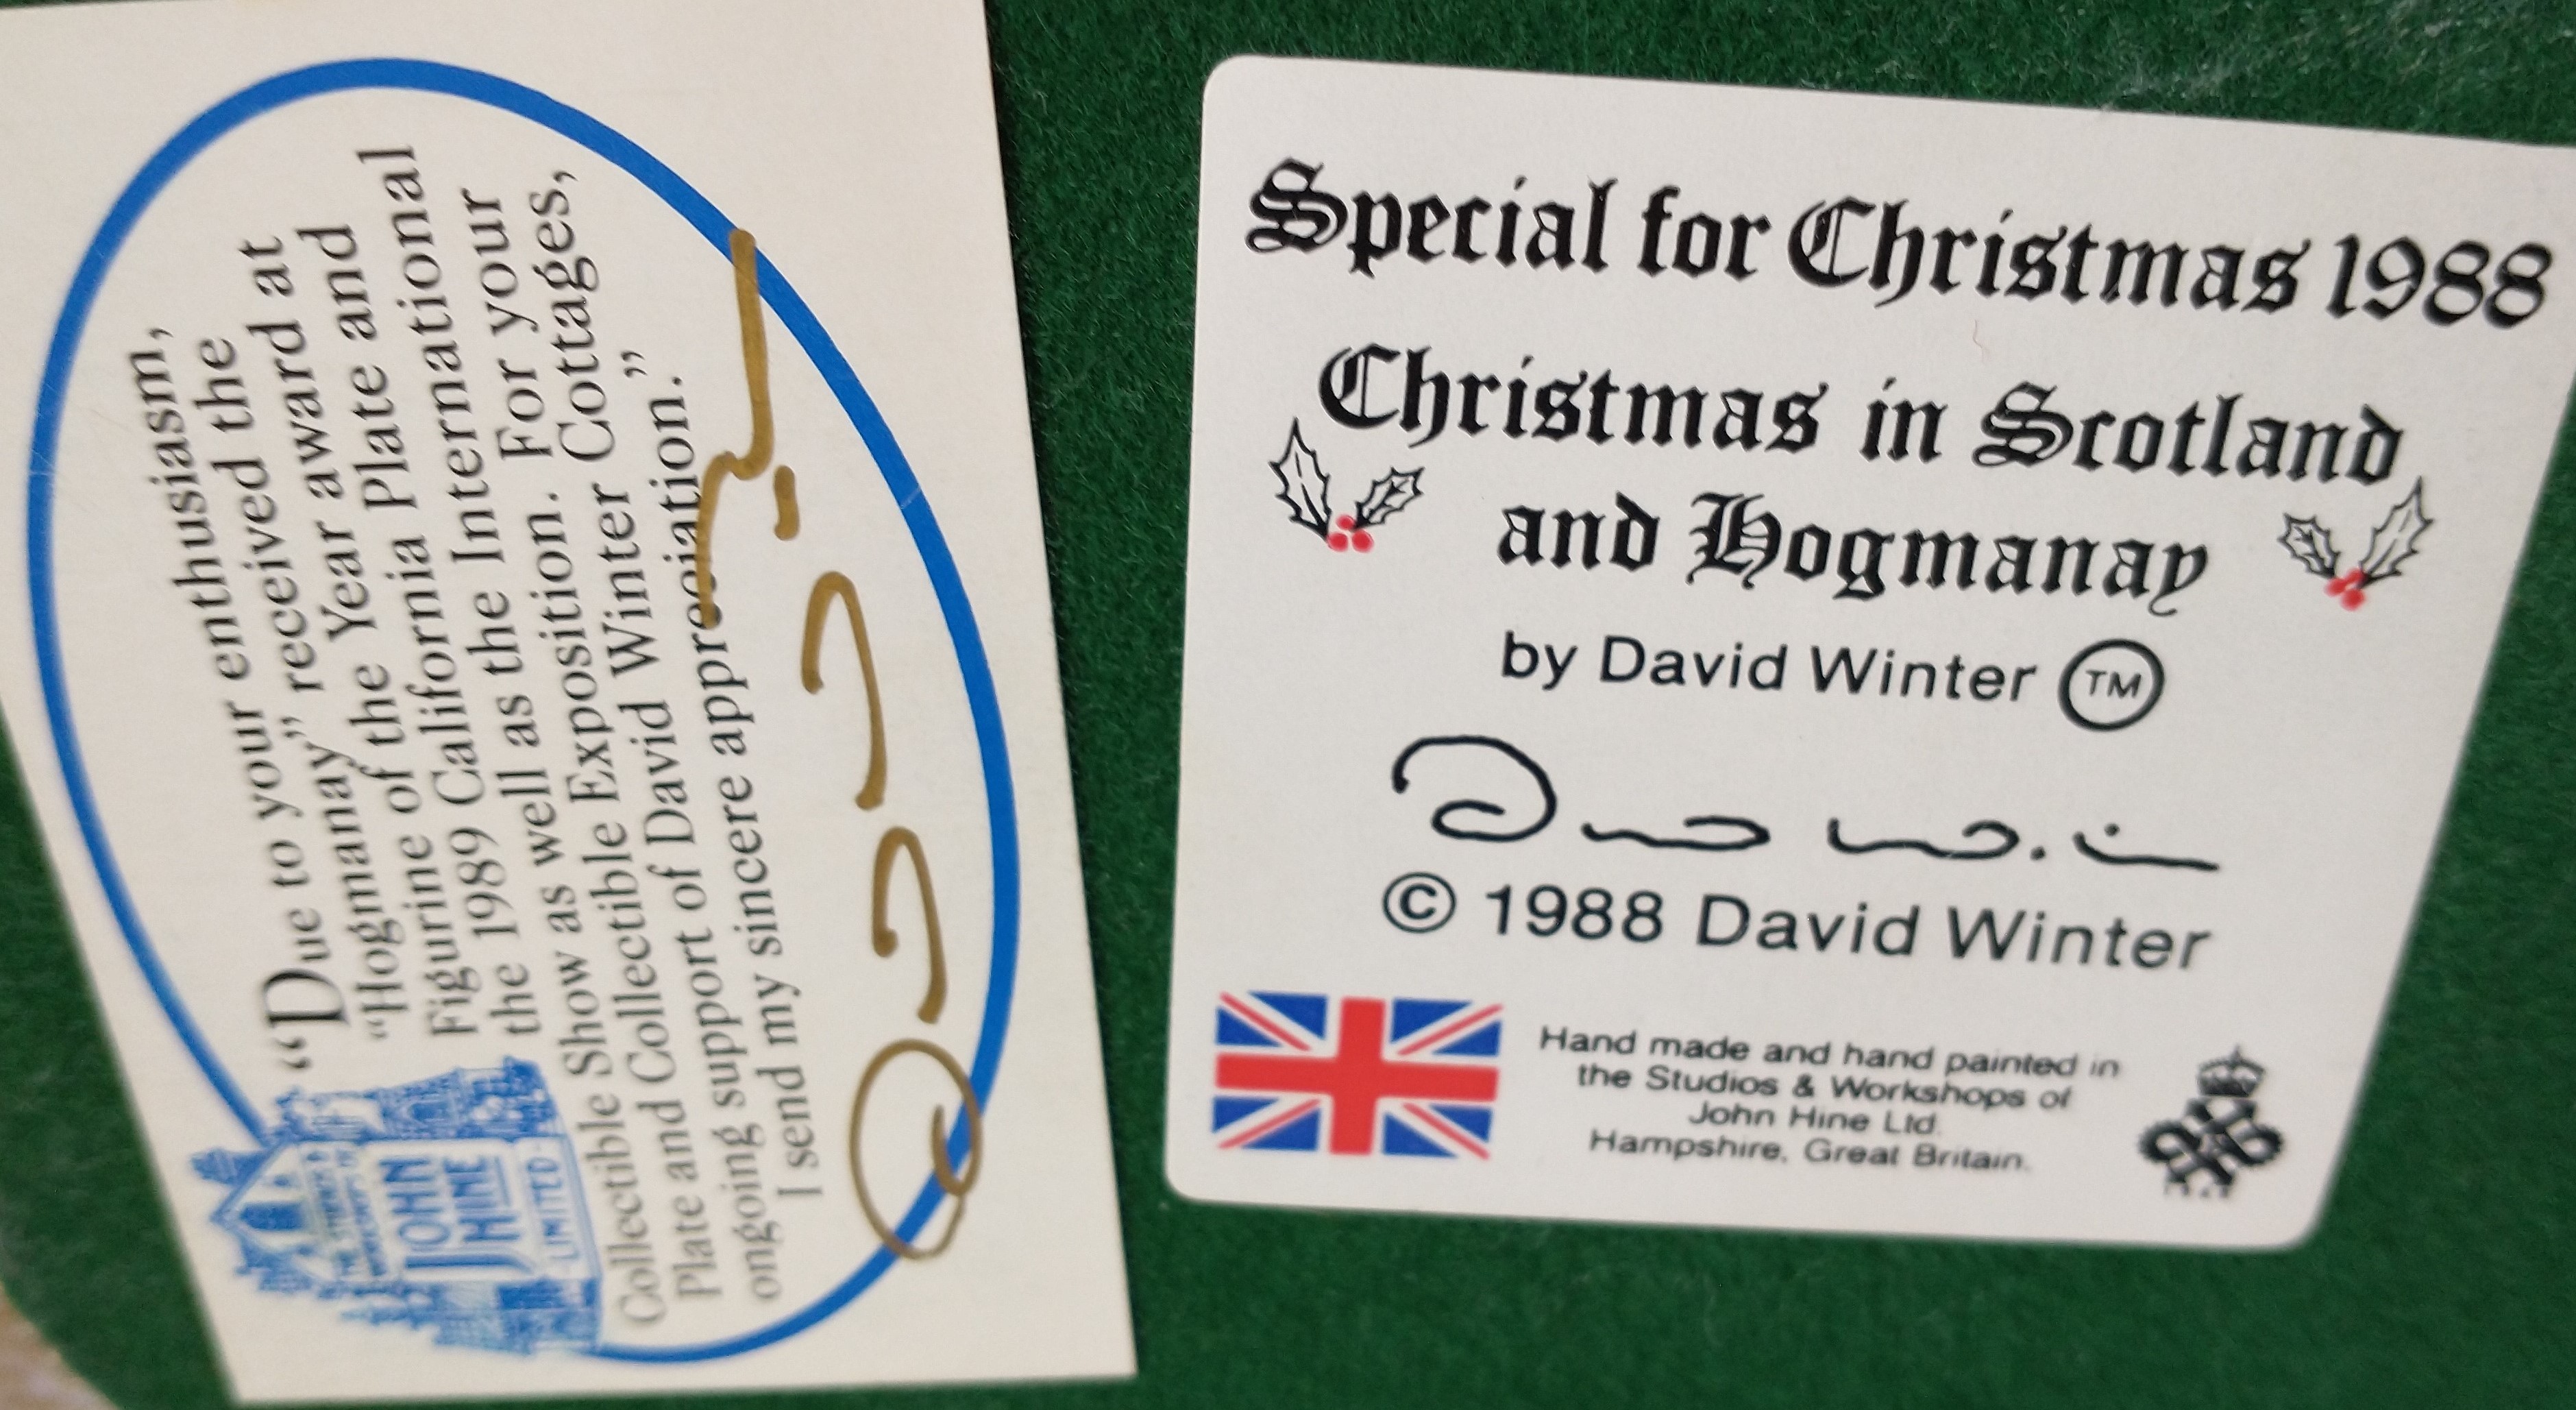 "Due to your enthusiasm,
"Hogmanay" your received the
Figurine of the Year award at
the 1989 California Plate and
Collectible Show as well as the International
Plate and Collectible Exposition. For your
ongoing support of David Winter Cottages,
I send my sincere appreciation."
JOHN
HINE
LIMITED
Special for Christmas 1988
Christmas in Scotland
and Hogmanay
by David Winter TM
© 1988 David Winter
Hand made and hand painted in
the Studios & Workshops of
John Hine Ltd.
Hampshire, Great Britain.